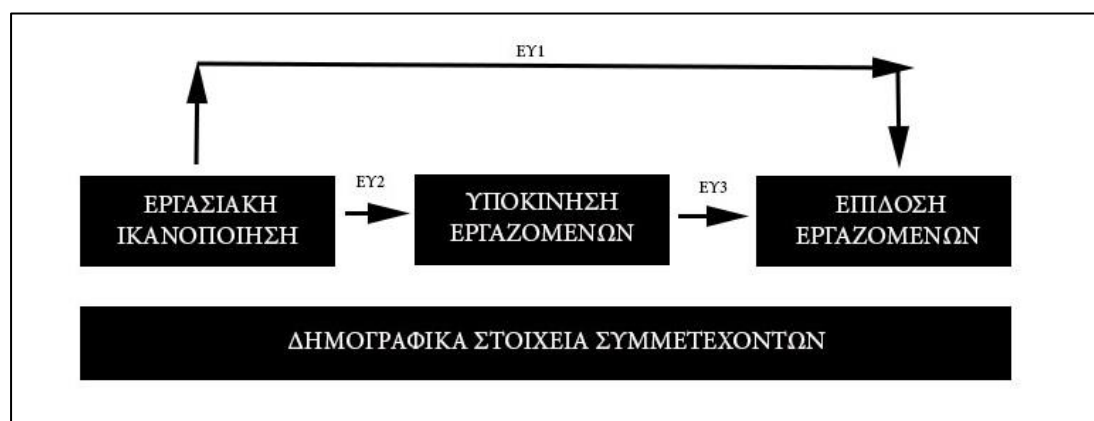 ΕΥ1
ΕΥ2
ΕΥ3
ΕΡΓΑΣΙΑΚΗ
ΙΚΑΝΟΠΟΙΗΣΗ
ΥΠΟΚΙΝΗΣΗ
ΕΡΓΑΖΟΜΕΝΩΝ
ΕΠΙΔΟΣΗ
ΕΡΓΑΖΟΜΕΝΩΝ
ΔΗΜΟΓΡΑΦΙΚΑ ΣΤΟΙΧΕΙΑ ΣΥΜΜΕΤΕΧΟΝΤΩΝ